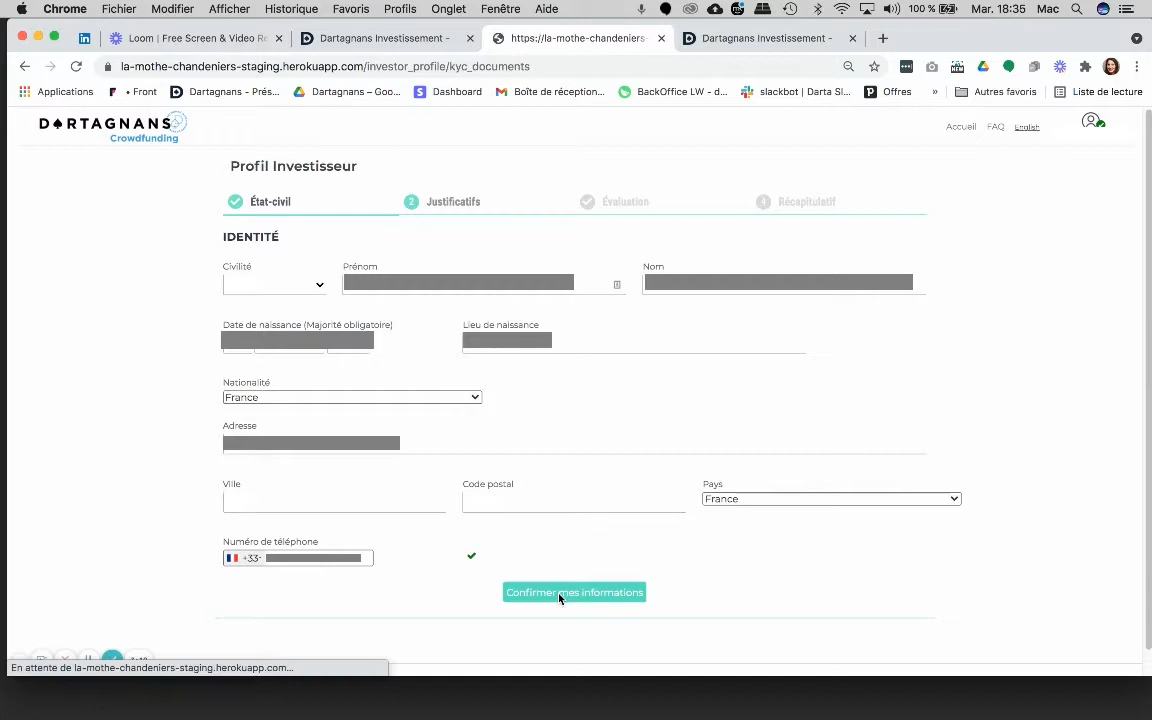 Chrome Fichier Modifier Afficher Historique Favoris Profils Onglet Fenêtre Aide 100 % Mar. 18:35 Mac
Loom | Free Screen & Video Re Dartagnans Investissement - https://la-mothe-chandeniers- Dartagnans Investissement -
la-mothe-chandeniers-staging.herokuapp.com/investor_profile/kyc_documents
Applications • Front Dartagnans - Prés... Dartagnans – Goo... Dashboard Boîte de réception... BackOffice LW - d... slackbot | Darta Sl... Offres » Autres favoris Liste de lecture
DARTAGNANS
Crowdfunding
Accueil FAQ English
Profil Investisseur
État-civil 2 Justificatifs Évaluation 4 Récapitulatif
IDENTITÉ
Civilité Prénom Nom
Date de naissance (Majorité obligatoire) Lieu de naissance
Nationalité
France
Adresse
Ville Code postal Pays
France
Numéro de téléphone
+33
Confirmer mes informations
En attente de la-mothe-chandeniers-staging.herokuapp.com...